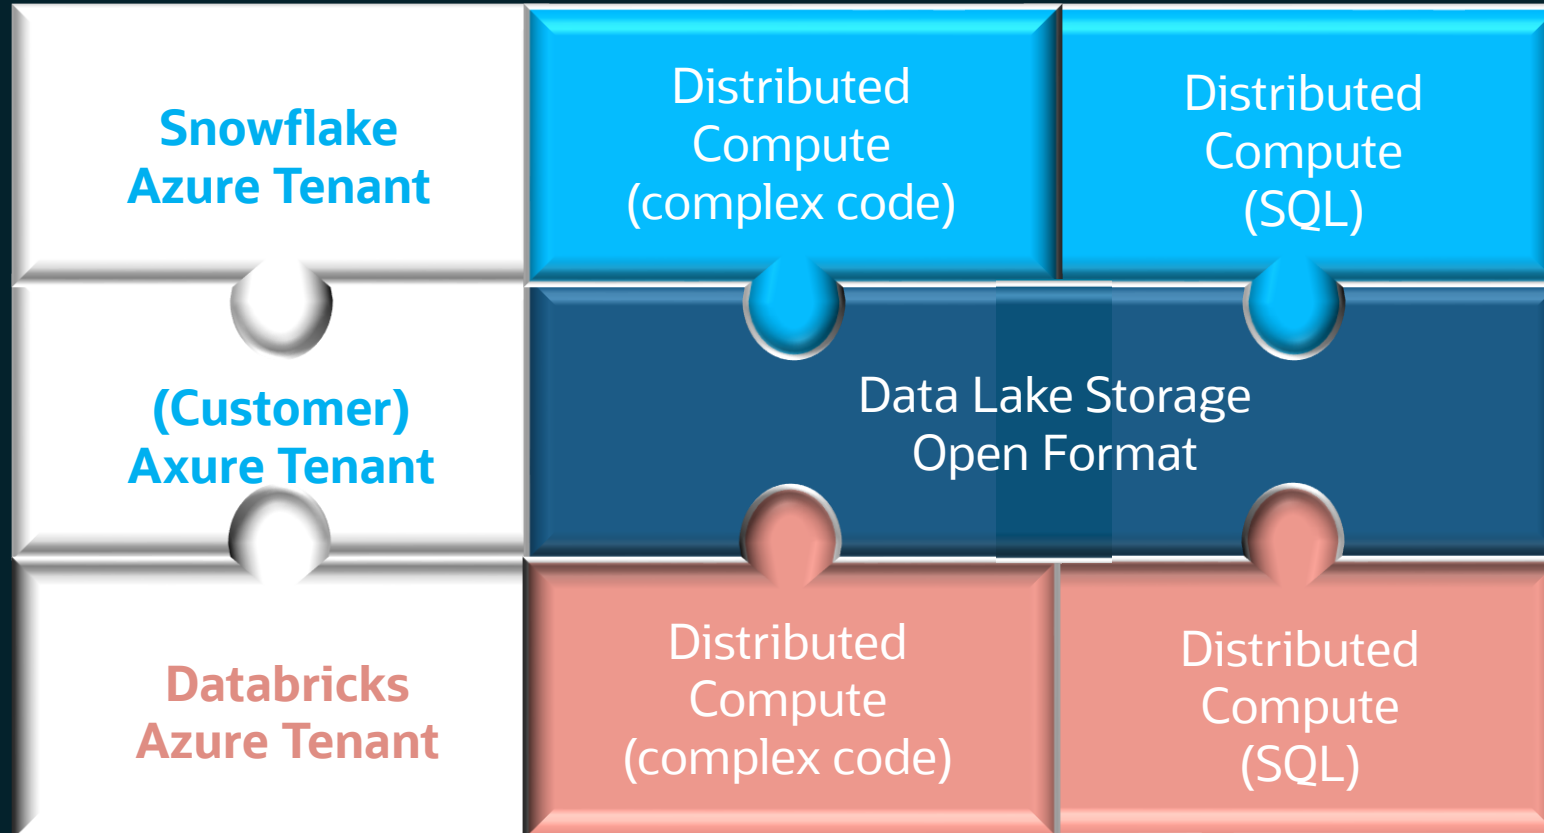 Snowflake
Azure Tenant
Distributed
Compute
(complex code)
Distributed
Compute
(SQL)
(Customer)
Axure Tenant
Data Lake Storage
Open Format
Databricks
Azure Tenant
Distributed
Compute
(complex code)
Distributed
Compute
(SQL)